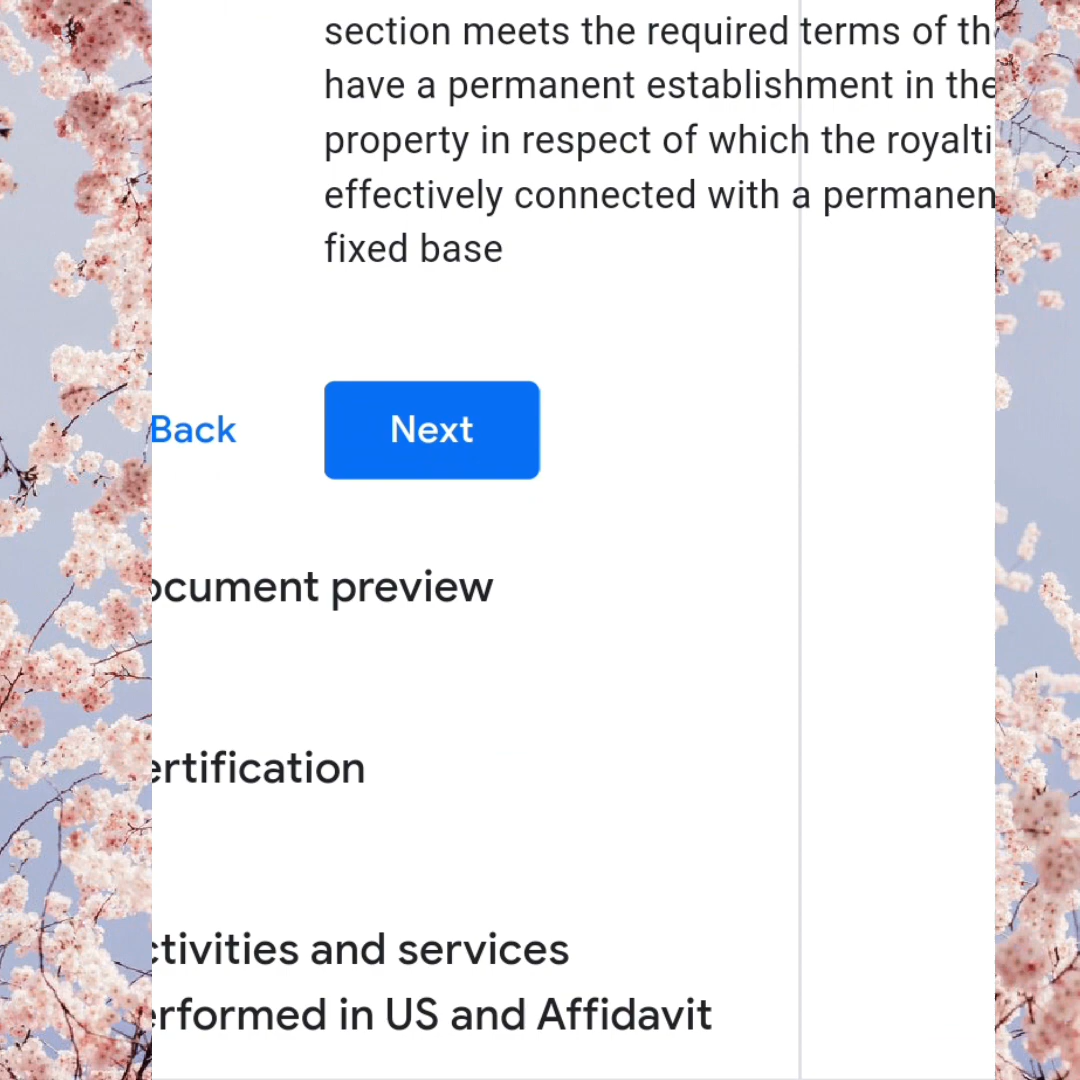 section meets the required terms of th
have a permanent establishment in the
property in respect of which the royalti
effectively connected with a permanen
fixed base
Back Next
ocument preview
ertification
ctivities and services
erformed in US and Affidavit